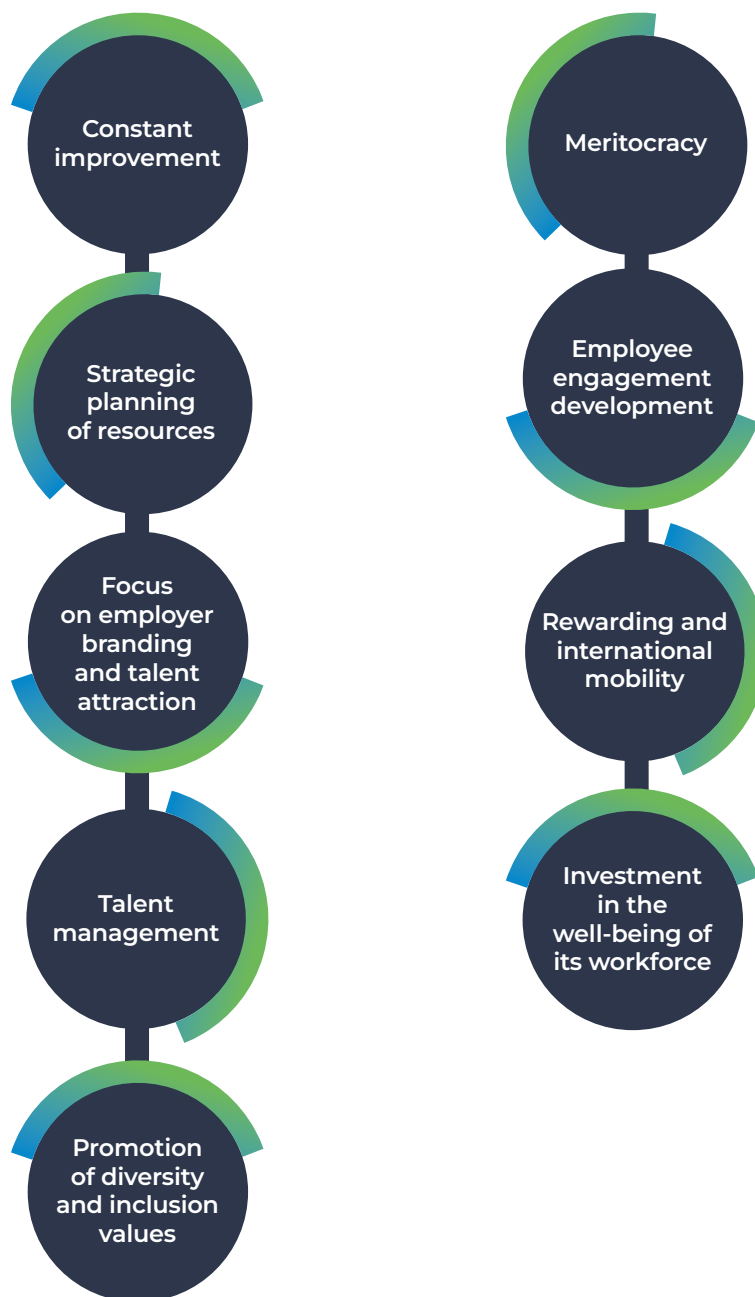 Constant
improvement
Strategic
planning
of resources
Focus
on employer
branding
and talent
attraction
Talent
management
Promotion
of diversity
and inclusion
values
Meritocracy
Employee
engagement
development
Rewarding and
international
mobility
Investment
in the
well-being of
its workforce